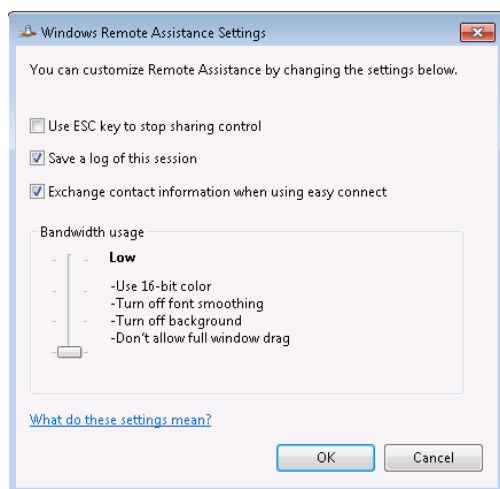 Windows Remote Assistance Settings
You can customize Remote Assistance by changing the settings below.
Use ESC key to stop sharing control
Save a log of this session
Exchange contact information when using easy connect
Bandwidth usage
Low
-Use 16-bit color
-Turn off font smoothing
-Turn off background
-Don't allow full window drag
What do these settings mean?
OK Cancel